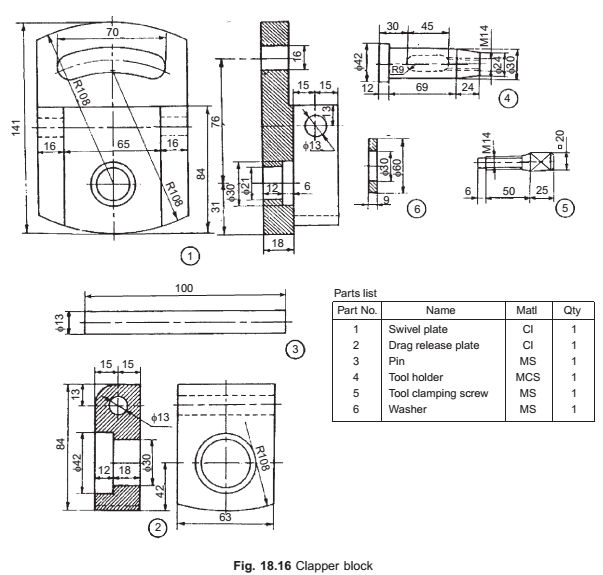 70
R108
141
16
65
16
84
R108
1
16
15
15
13
ϕ13
76
ϕ30
ϕ21
12
6
31
18
30
45
M14
ϕ42
R9
ϕ24
ϕ30
12
69
24
4
ϕ30
ϕ60
9
6
M14
□ 20
6
50
25
5
100
ϕ13
3
15
15
13
ϕ13
84
ϕ42
12
18
ϕ30
42
2
R108
63
Parts list
Part No. Name Matl Qty
1 Swivel plate CI 1
2 Drag release plate CI 1
3 Pin MS 1
4 Tool holder MCS 1
5 Tool clamping screw MS 1
6 Washer MS 1
Fig. 18.16 Clapper block